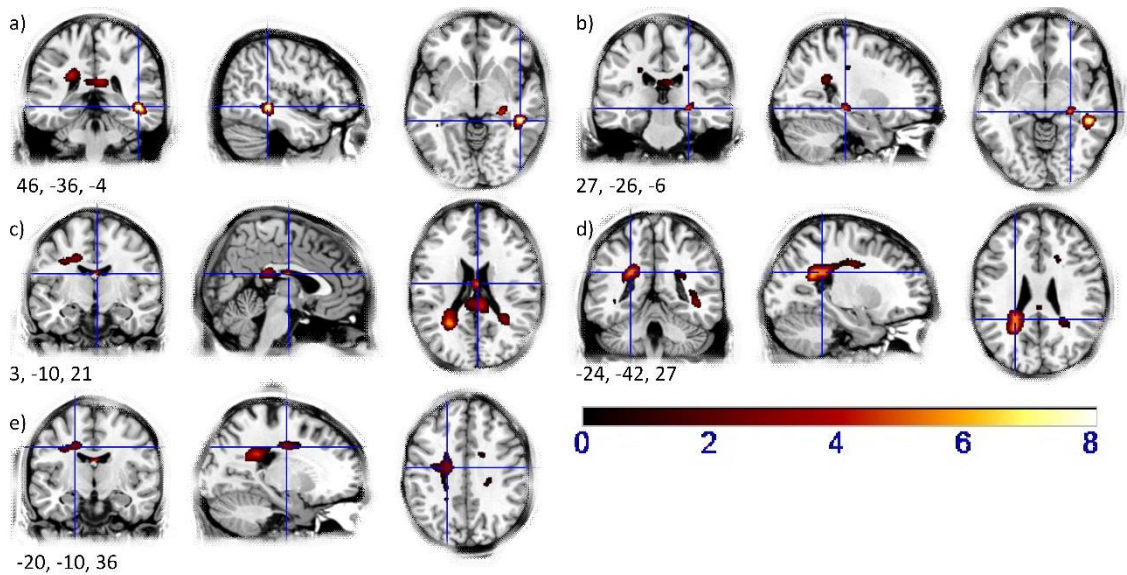 a)
46, -36, -4
b)
27, -26, -6
c)
3, -10, 21
d)
-24, -42, 27
e)
-20, -10, 36
0 2 4 6 8